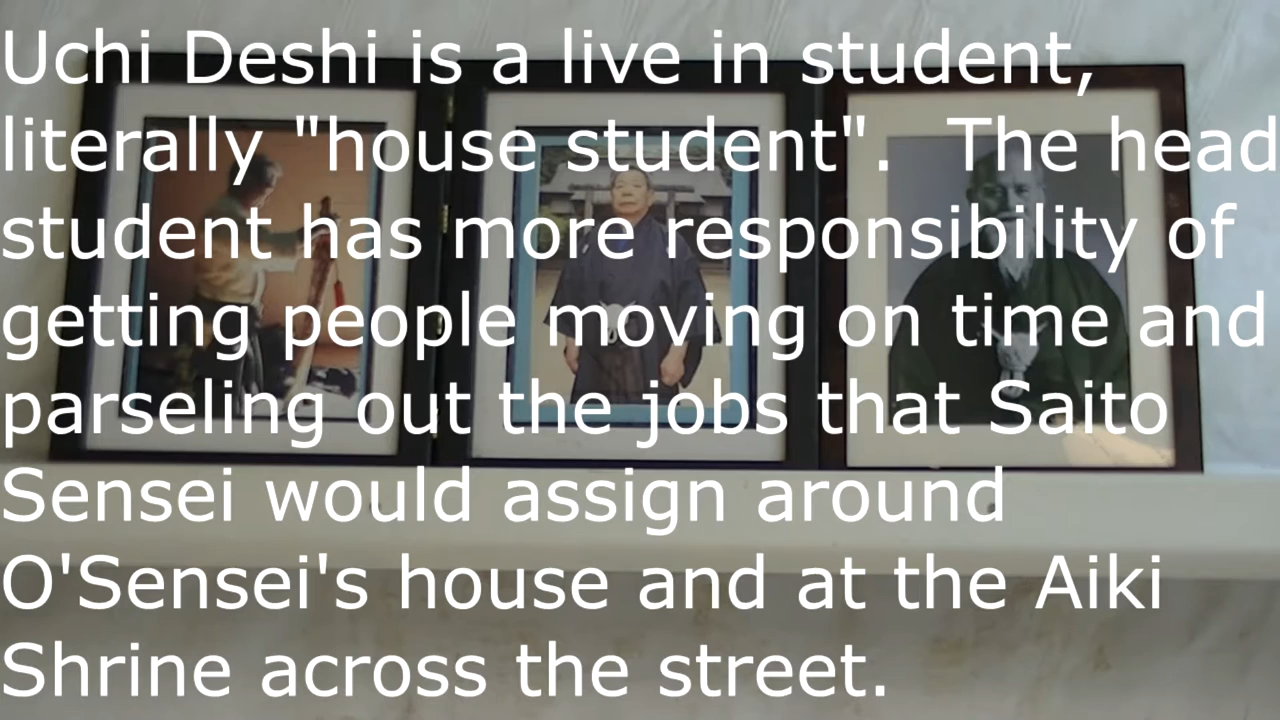 Uchi Deshi is a live in student,
literally "house student".  The head
student has more responsibility of
getting people moving on time and
parseling out the jobs that Saito
Sensei would assign around
O'Sensei's house and at the Aiki
Shrine across the street.